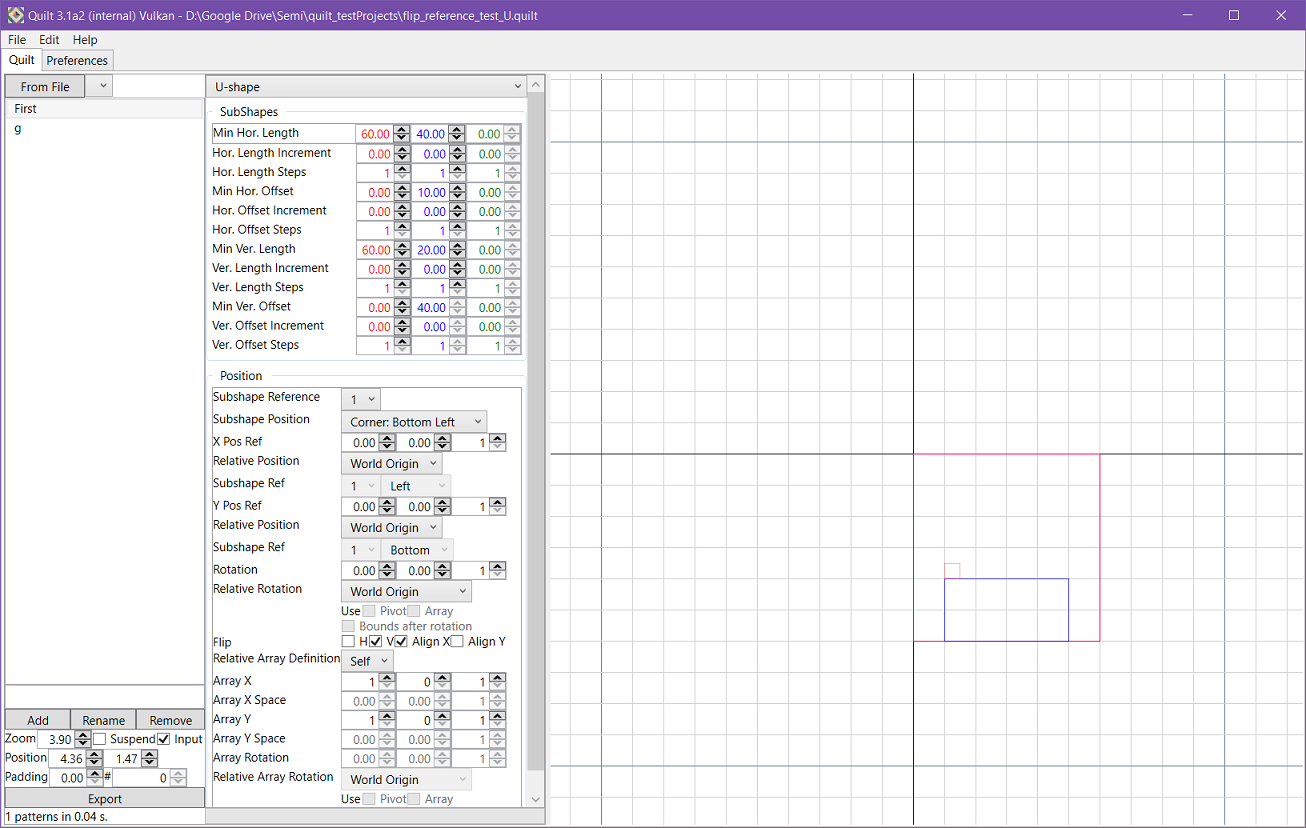 Quilt 3.1a2 (internal) Vulkan - D:\Google Drive\Semi\quilt_testProjects\flip_reference_test_U.quilt
File Edit Help
Quilt Preferences
From File
First
g
Add Rename Remove
Zoom 3.90 Suspend Input
Position 4.36 1.47
Padding 0.00 # 0
Export
1 patterns in 0.04 s.
U-shape
SubShapes
Min Hor. Length 60.00 40.00 0.00
Hor. Length Increment 0.00 0.00 0.00
Hor. Length Steps 1 1 1
Min Hor. Offset 0.00 10.00 0.00
Hor. Offset Increment 0.00 0.00 0.00
Hor. Offset Steps 1 1 1
Min Ver. Length 60.00 20.00 0.00
Ver. Length Increment 0.00 0.00 0.00
Ver. Length Steps 1 1 1
Min Ver. Offset 0.00 40.00 0.00
Ver. Offset Increment 0.00 0.00 0.00
Ver. Offset Steps 1 1 1
Position
Subshape Reference 1
Subshape Position Corner: Bottom Left
X Pos Ref 0.00 0.00 1
Relative Position World Origin
Subshape Ref 1 Left
Y Pos Ref 0.00 0.00 1
Relative Position World Origin
Subshape Ref 1 Bottom
Rotation 0.00 0.00 1
Relative Rotation World Origin
Use Pivot Array
Bounds after rotation
Flip H V Align X Align Y
Relative Array Definition Self
Array X 1 0 1
Array X Space 0.00 0.00 1
Array Y 1 0 1
Array Y Space 0.00 0.00 1
Array Rotation 0.00 0.00 1
Relative Array Rotation World Origin
Use Pivot Array